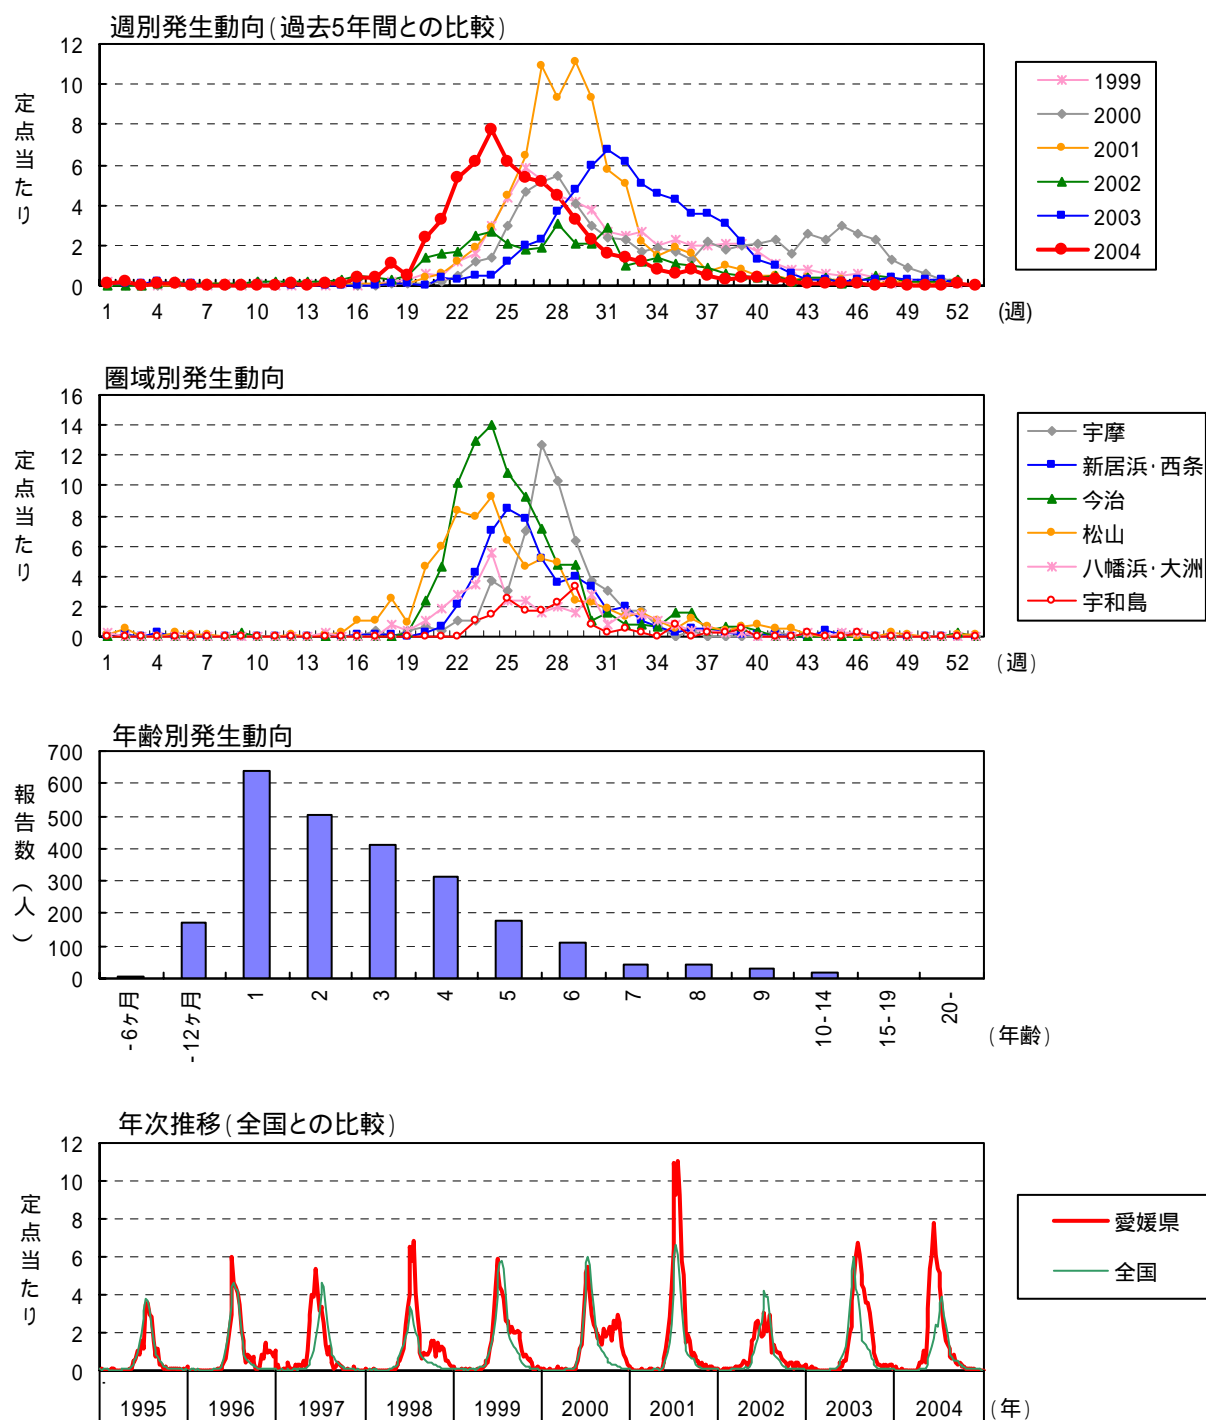 週別発生動向(過去5年間との比較)
定点当たり
12
10
8
6
4
2
0
1 4 7 10 13 16 19 22 25 28 31 34 37 40 43 46 49 52 (週)
1999
2000
2001
2002
2003
2004
圏域別発生動向
定点当たり
16
14
12
10
8
6
4
2
0
1 4 7 10 13 16 19 22 25 28 31 34 37 40 43 46 49 52 (週)
宇摩
新居浜・西条
今治
松山
八幡浜・大洲
宇和島
年齢別発生動向
報告数(人(
700
600
500
400
300
200
100
0
-6ヶ月 -12ヶ月 1 2 3 4 5 6 7 8 9 10-14 15-19 20- (年齢)
年次推移(全国との比較)
定点当たり
12
10
8
6
4
2
0
1995 1996 1997 1998 1999 2000 2001 2002 2003 2004 (年)
愛媛県
全国